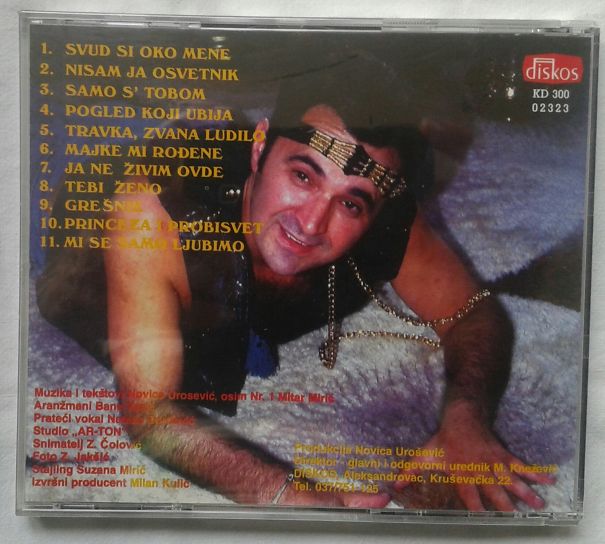 1. SVUD SI OKO MENE
2. NISAM JA OSVETNIK
3. SAMO S' TOBOM
4. POGLED KOJI UBIJA
5. TRAVKA, ZVANA LUDILO
6. MAJKE MI ROĐENE
7. JA NE ŽIVIM OVDE
8. TEBI ŽENO
9. GREŠNIK
10. PRINCEZA I PROBISVET
11. MI SE SAMO LJUBIMO
diskos
KD 300
02323
Muzika i tekstovi Novica Urosević, osim Nr. 1 Mitar Mirić
Aranžmani
Prateći vokal
Studio „AR-TON"
Snimatelj Z. Čolović
Foto Z. Jakšić
Stajling Suzana Mirić
Izvršni producent Milan Kulić
Produkcija Novica Urošević
Direktor - glavni i odgovorni urednik M. Knežević
DISKOS, Aleksandrovac, Kruševačka 22.
Tel.